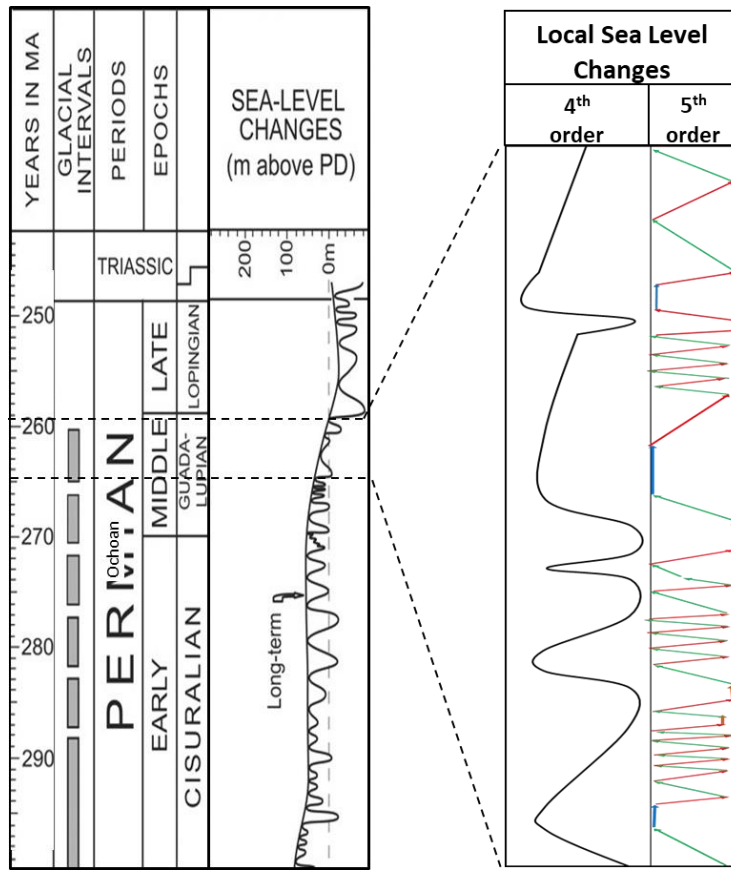 YEARS IN MA
GLACIAL
INTERVALS
PERIODS
EPOCHS
SEA-LEVEL
CHANGES
(m above PD)
200
100
0m
TRIASSIC
250
260
270
280
290
PERMIAN
Ochoan
LATE
MIDDLE
EARLY
LOPINGIAN
GUADA-
LUPIAN
CISURALIAN
Long-term
Local Sea Level
Changes
4th
order
5th
order